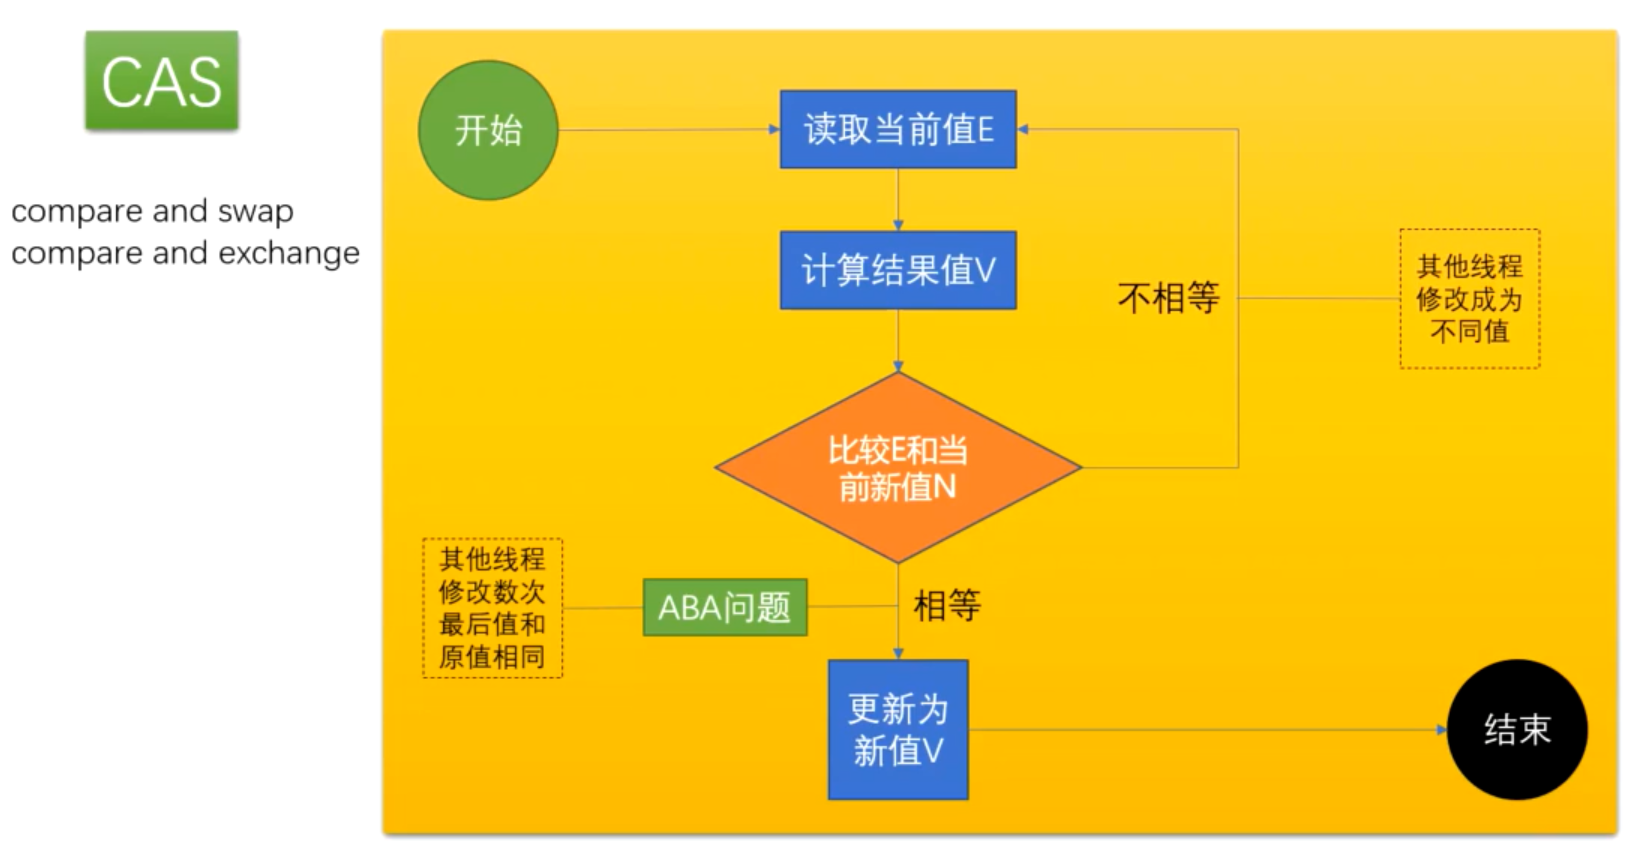 CAS
compare and swap
compare and exchange
开始
读取当前值E
计算结果值V
不相等
其他线程
修改成为
不同值
比较E和当
前新值N
其他线程
修改数次
最后值和
原值相同
ABA问题
相等
更新为
新值V
结束